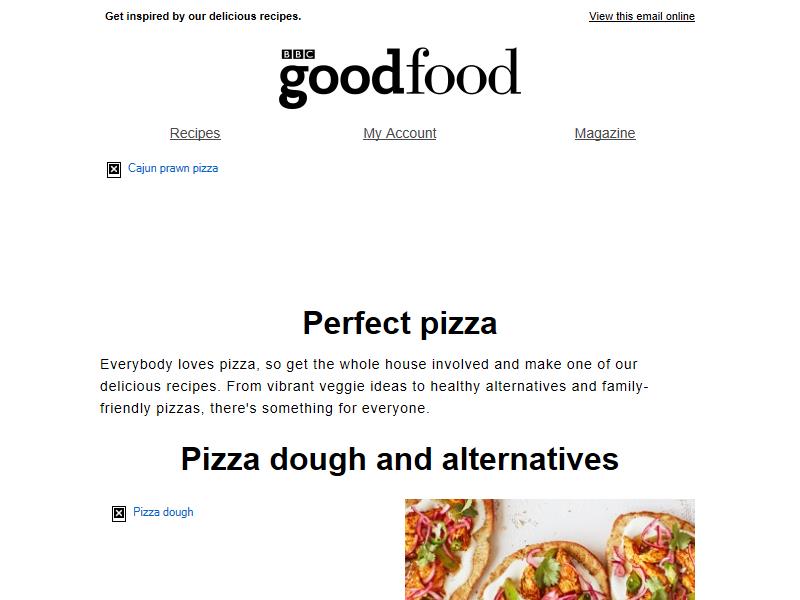 Get inspired by our delicious recipes.
View this email online
BBC
goodfood
Recipes
My Account
Magazine
Cajun prawn pizza
Perfect pizza
Everybody loves pizza, so get the whole house involved and make one of our
delicious recipes. From vibrant veggie ideas to healthy alternatives and family-
friendly pizzas, there's something for everyone.
Pizza dough and alternatives
Pizza dough